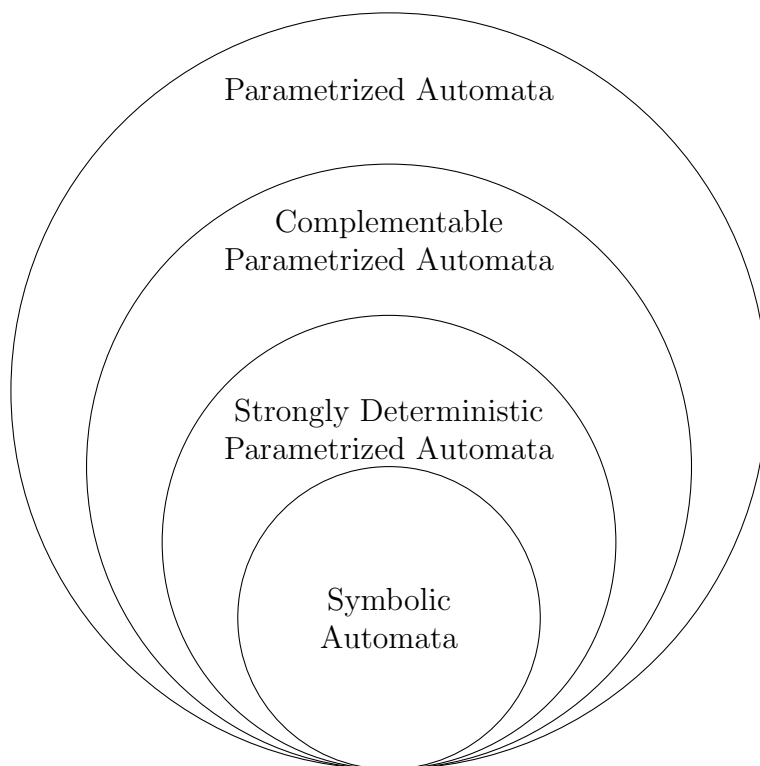 Parametrized Automata
Complementable
Parametrized Automata
Strongly Deterministic
Parametrized Automata
Symbolic
Automata